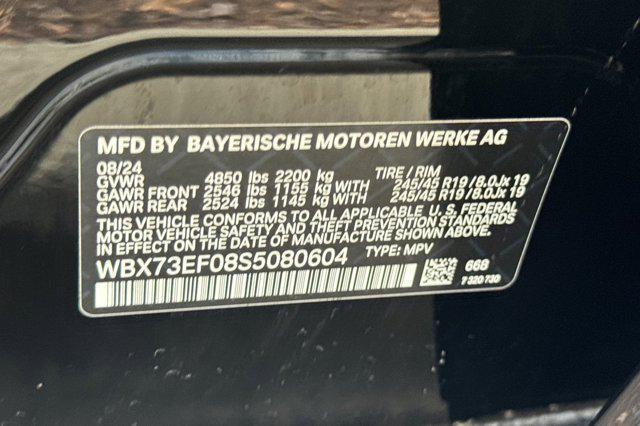 MFD BY BAYERISCHE MOTOREN WERKE AG
08/24
GVWR 4850 lbs 2200 kg TIRE / RIM
GAWR FRONT 2546 lbs 1155 kg WITH 245/45 R19/8.0Jx19
GAWR REAR 2524 lbs 1145 kg WITH 245/45 R19/8.0Jx19
THIS VEHICLE CONFORMS TO ALL APPLICABLE U.S. FEDERAL
MOTOR VEHICLE SAFETY AND THEFT PREVENTION STANDARDS
IN EFFECT ON THE DATE OF MANUFACTURE SHOWN ABOVE.
WBX73EF08S5080604 TYPE: MPV
668
7 320 730